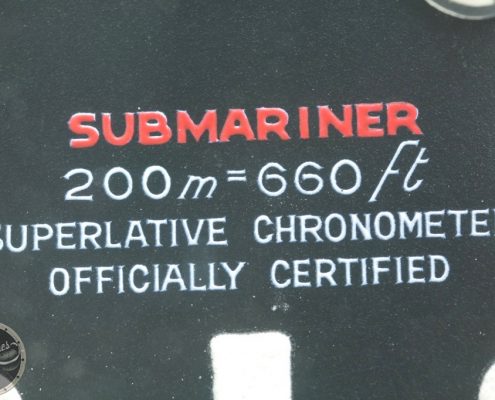 SUBMARINER
200m=660ft
SUPERLATIVE CHRONOMETE
OFFICIALLY CERTIFIED